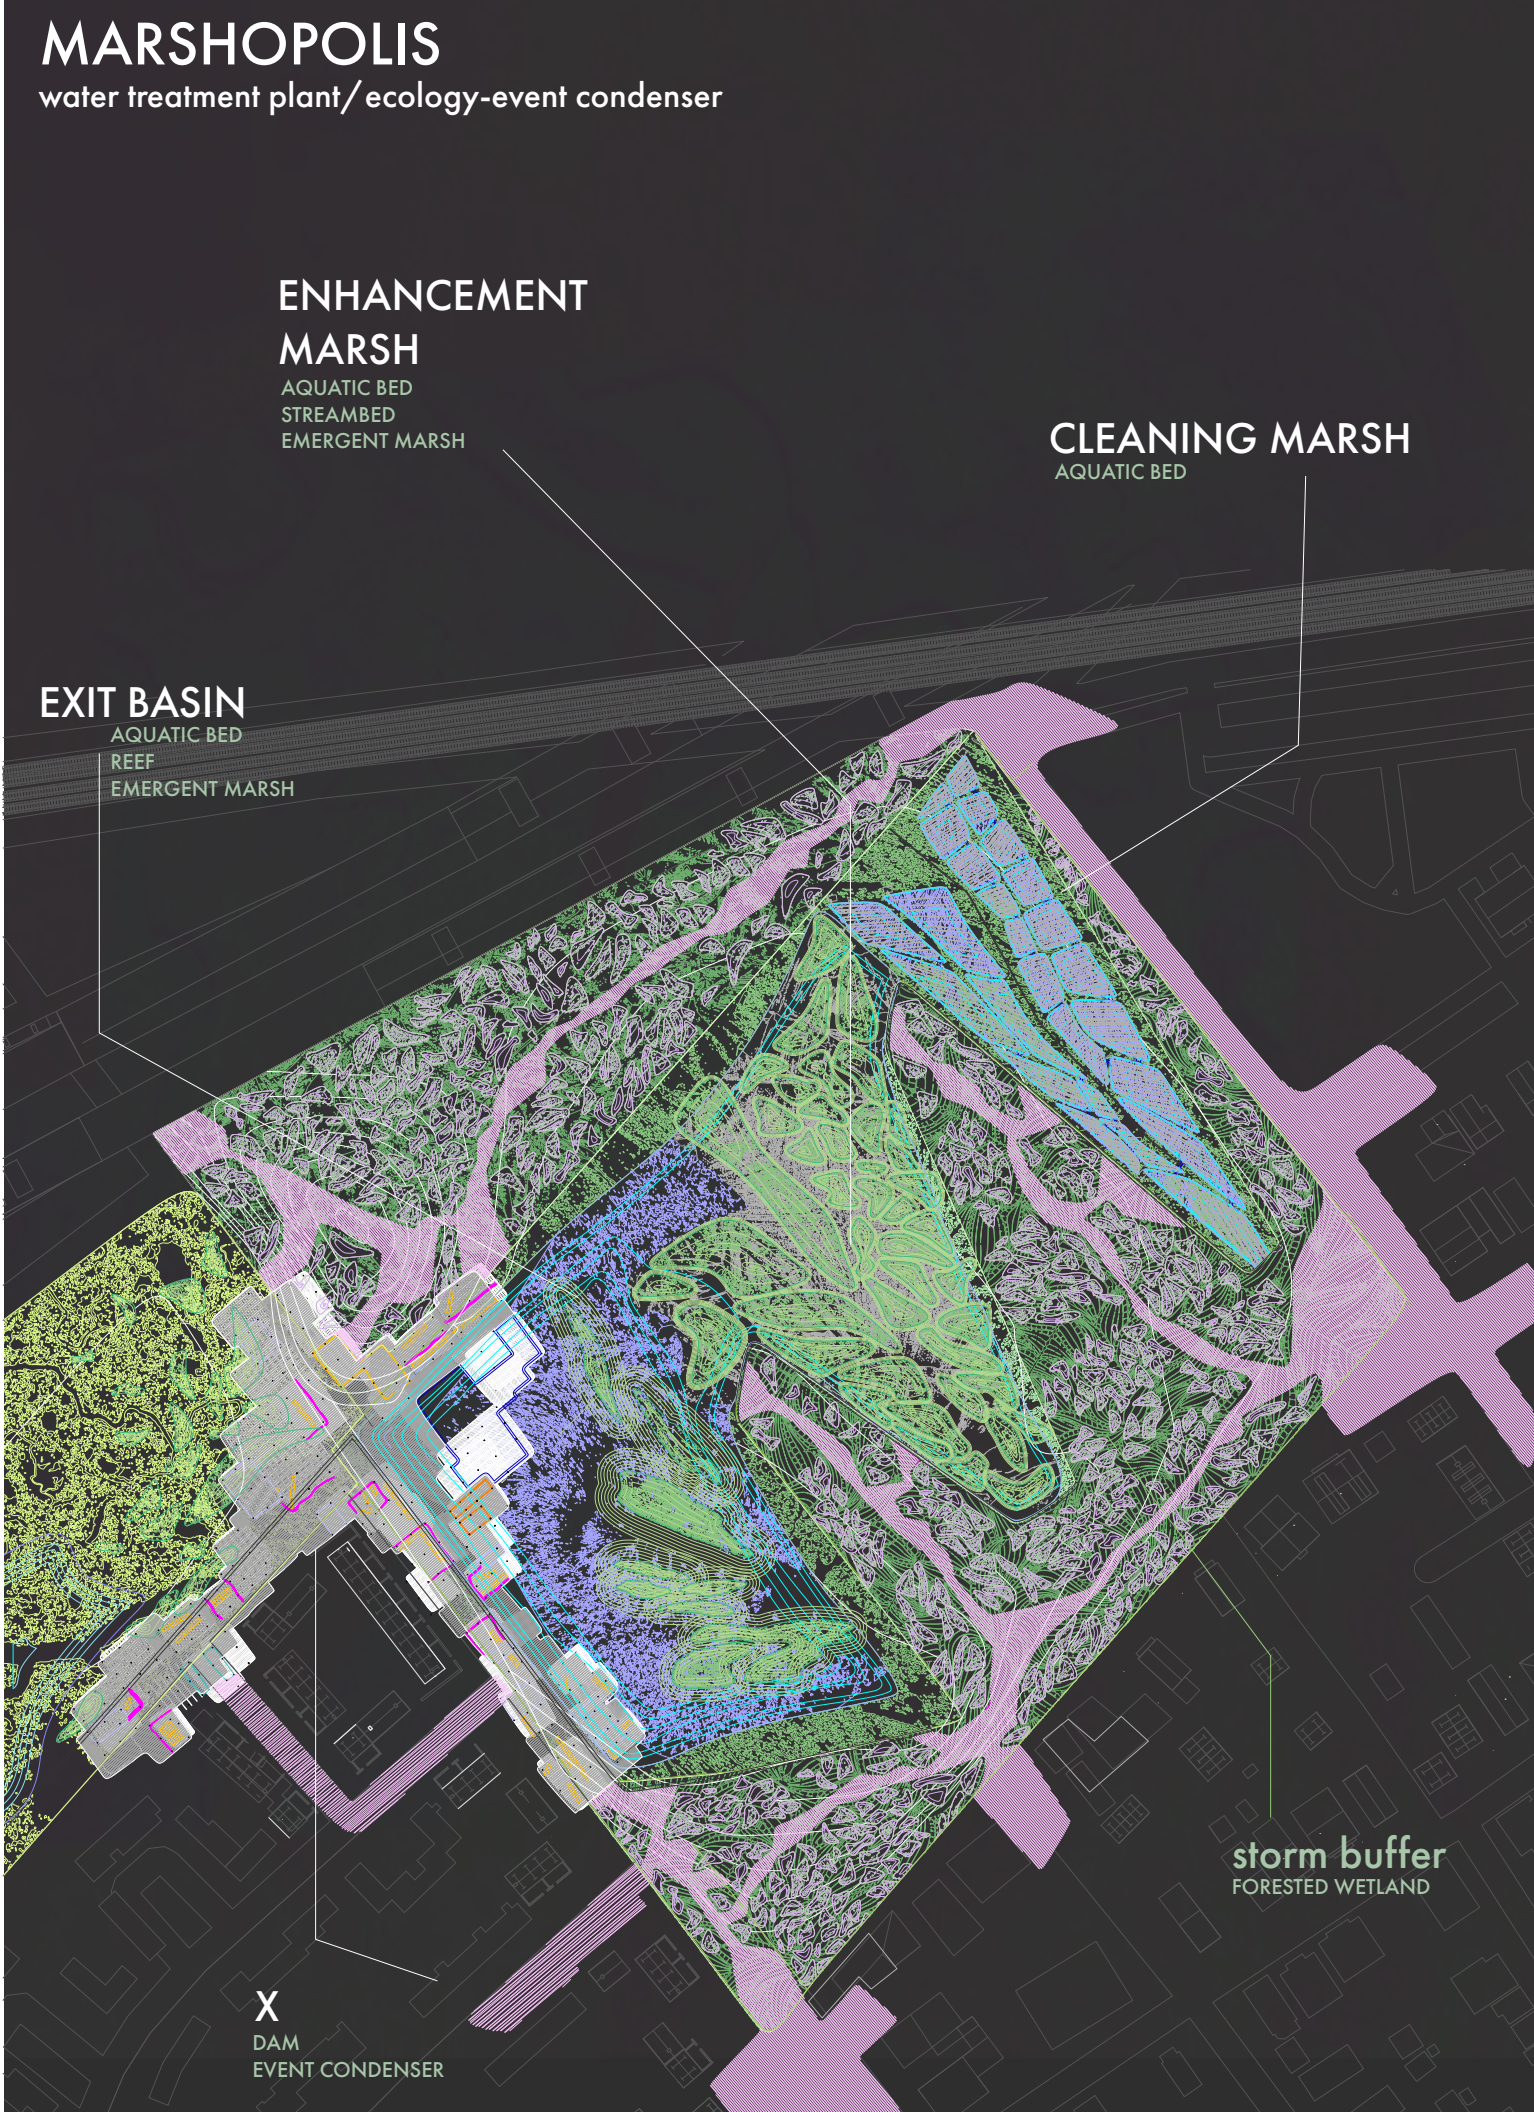 MARSHOPOLIS
water treatment plant/ecology-event condenser
ENHANCEMENT
MARSH
AQUATIC BED
STREAMBED
EMERGENT MARSH
CLEANING MARSH
AQUATIC BED
EXIT BASIN
AQUATIC BED
REEF
EMERGENT MARSH
storm buffer
FORESTED WETLAND
X
DAM
EVENT CONDENSER